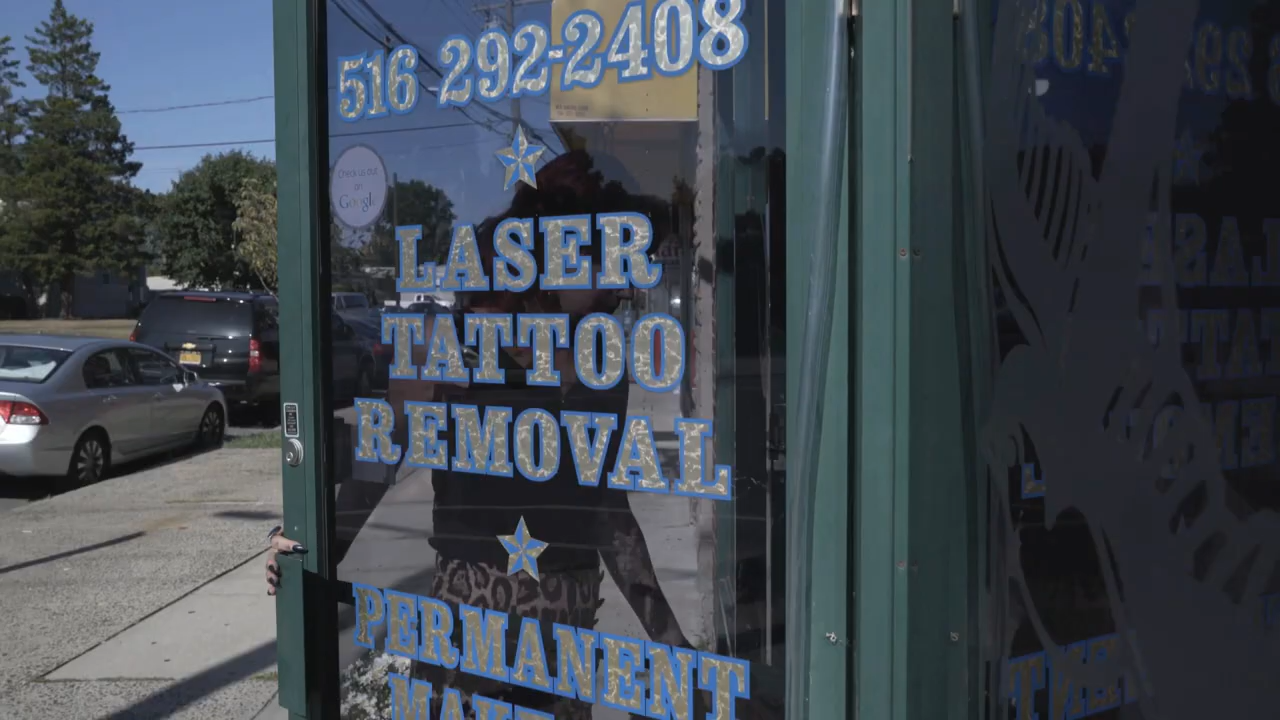 516 292-2408
Check us out
on
Google
LASER
TATTOO
REMOVAL
PERMANENT